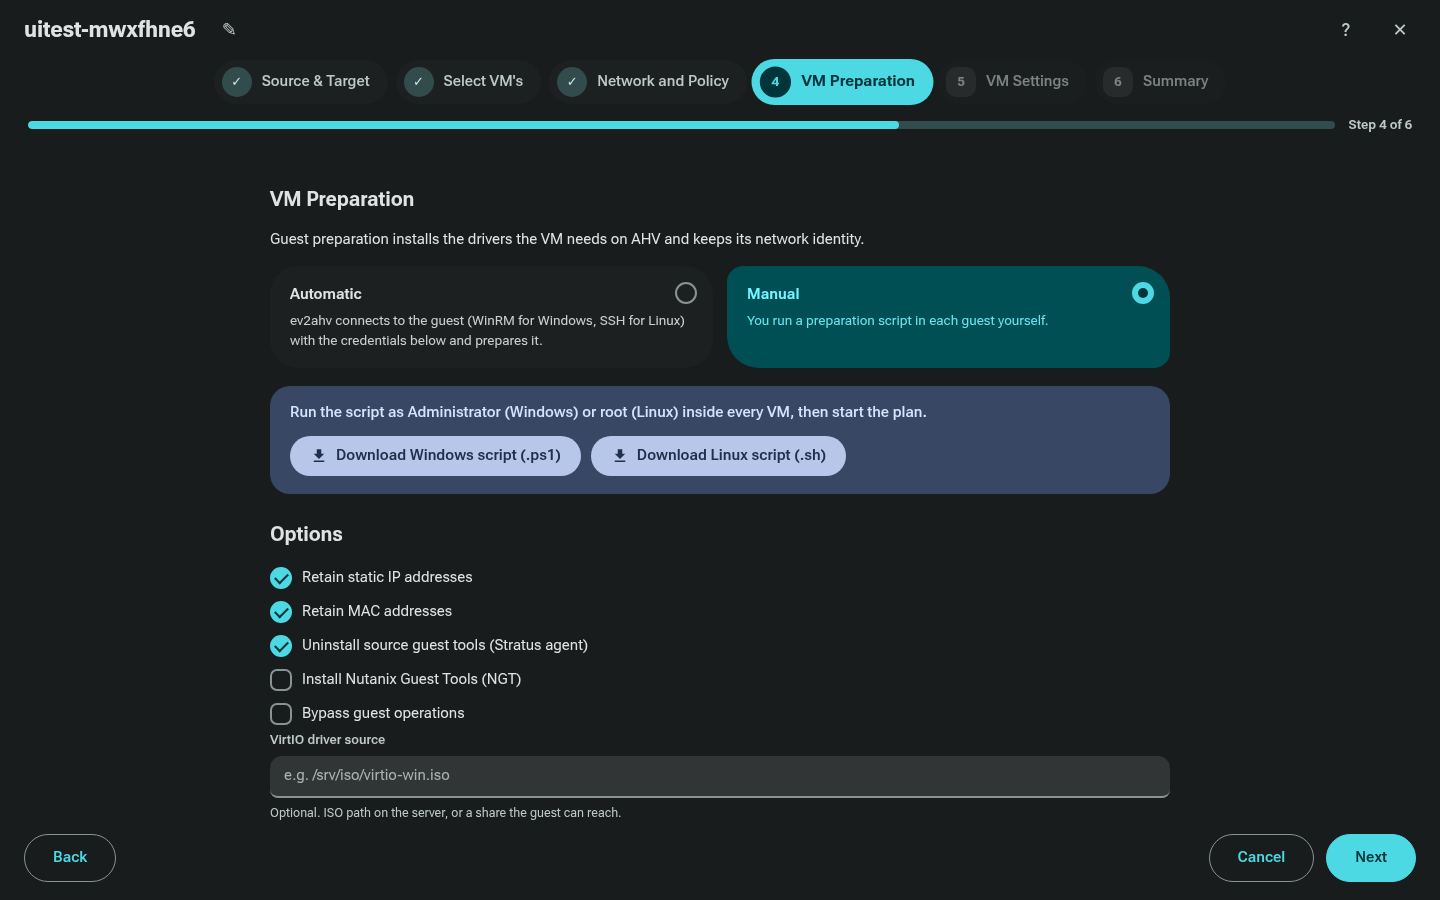 uitest-mwxfhne6 ✎ ? ✕
✓ Source & Target ✓ Select VM's ✓ Network and Policy 4 VM Preparation 5 VM Settings 6 Summary
Step 4 of 6
VM Preparation
Guest preparation installs the drivers the VM needs on AHV and keeps its network identity.
Automatic
ev2ahv connects to the guest (WinRM for Windows, SSH for Linux)
with the credentials below and prepares it.
Manual
You run a preparation script in each guest yourself.
Run the script as Administrator (Windows) or root (Linux) inside every VM, then start the plan.
Download Windows script (.ps1) Download Linux script (.sh)
Options
Retain static IP addresses
Retain MAC addresses
Uninstall source guest tools (Stratus agent)
Install Nutanix Guest Tools (NGT)
Bypass guest operations
VirtIO driver source
e.g. /srv/iso/virtio-win.iso
Optional. ISO path on the server, or a share the guest can reach.
Back Cancel Next